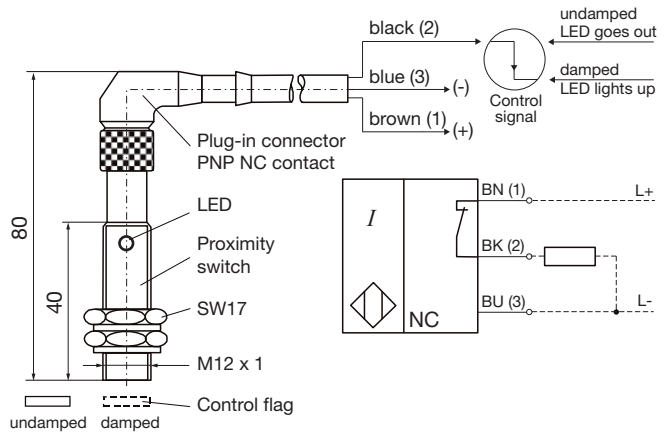 black (2)
undamped
LED goes out
blue (3)
(-)
damped
LED lights up
brown (1)
(+)
Control
signal
Plug-in connector
PNP NC contact
80
LED
Proximity
switch
40
SW17
M12 x 1
Control flag
undamped
damped
I
NC
BN (1)
L+
BK (2)
BU (3)
L-